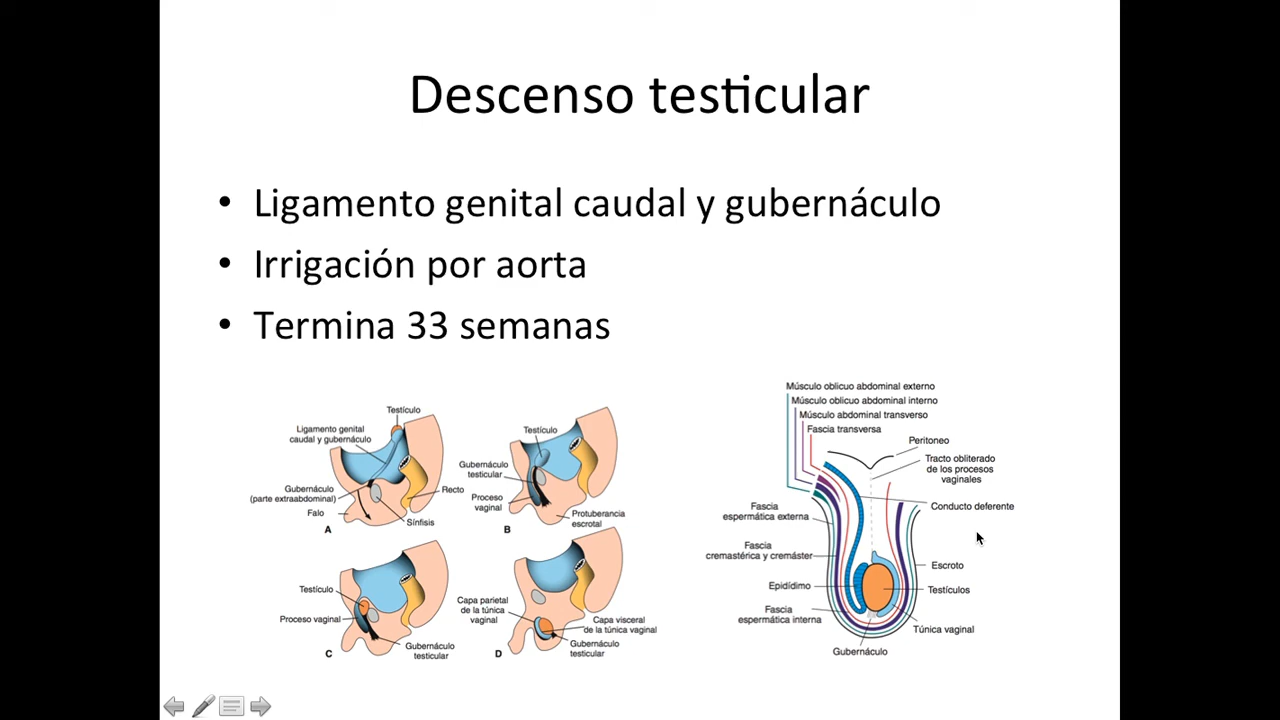 Descenso testicular
• Ligamento genital caudal y gubernáculo
• Irrigación por aorta
• Termina 33 semanas
Testículo
Ligamento genital
caudal y gubernáculo
Gubernáculo
(parte extraabdominal)
Falo
Recto
Sínfisis
A
Testículo
Gubernáculo
testicular
Proceso
vaginal
Protuberancia
escrotal
B
Testículo
Proceso vaginal
Gubernáculo
testicular
C
Capa parietal
de la túnica
vaginal
Capa visceral
de la túnica vaginal
Gubernáculo
testicular
D
Músculo oblicuo abdominal externo
Músculo oblicuo abdominal interno
Músculo abdominal transverso
Fascia transversa
Peritoneo
Tracto obliterado
de los procesos
vaginales
Conducto deferente
Fascia
espermática externa
Fascia
cremastérica y cremáster
Escroto
Epidídimo
Testículos
Fascia
espermática interna
Túnica vaginal
Gubernáculo